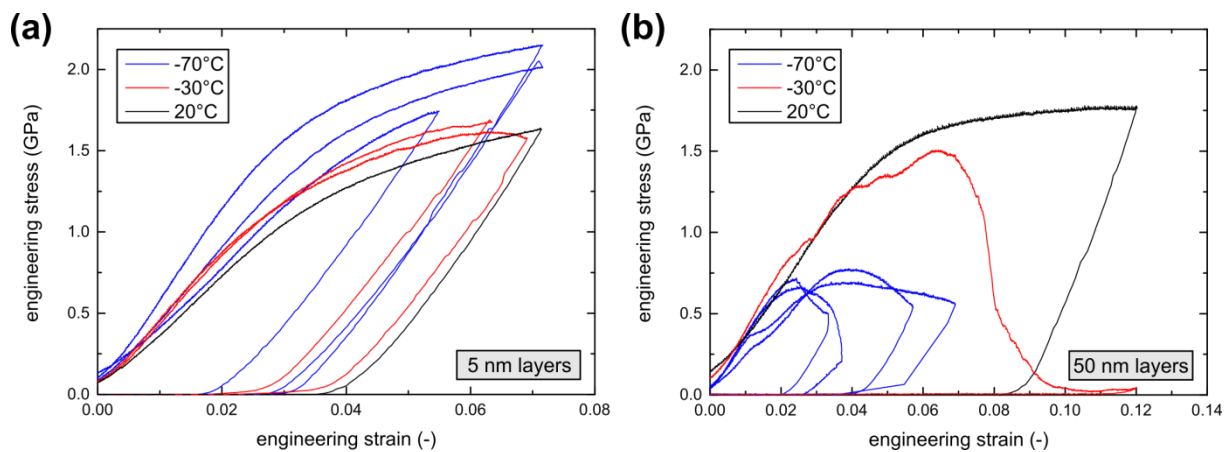 (a)
-70°C
-30°C
20°C
engineering stress (GPa)
2.0
1.5
1.0
0.5
0.0
0.00
0.02
0.04
0.06
0.08
engineering strain (-)
5 nm layers
(b)
-70°C
-30°C
20°C
engineering stress (GPa)
2.0
1.5
1.0
0.5
0.0
0.00
0.02
0.04
0.06
0.08
0.10
0.12
0.14
engineering strain (-)
50 nm layers